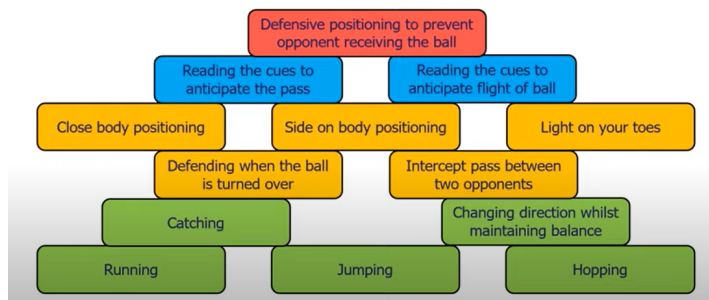 Defensive positioning to prevent
opponent receiving the ball
Reading the cues to
anticipate the pass
Reading the cues to
anticipate flight of ball
Close body positioning
Side on body positioning
Light on your toes
Defending when the ball
is turned over
Intercept pass between
two opponents
Catching
Changing direction whilst
maintaining balance
Running
Jumping
Hopping